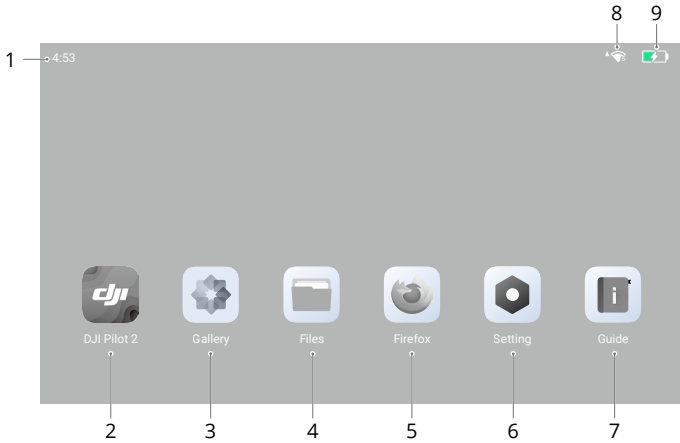 8 9
1 4:53
dji
i
DJI Pilot 2 Gallery Files Firefox Setting Guide
2 3 4 5 6 7